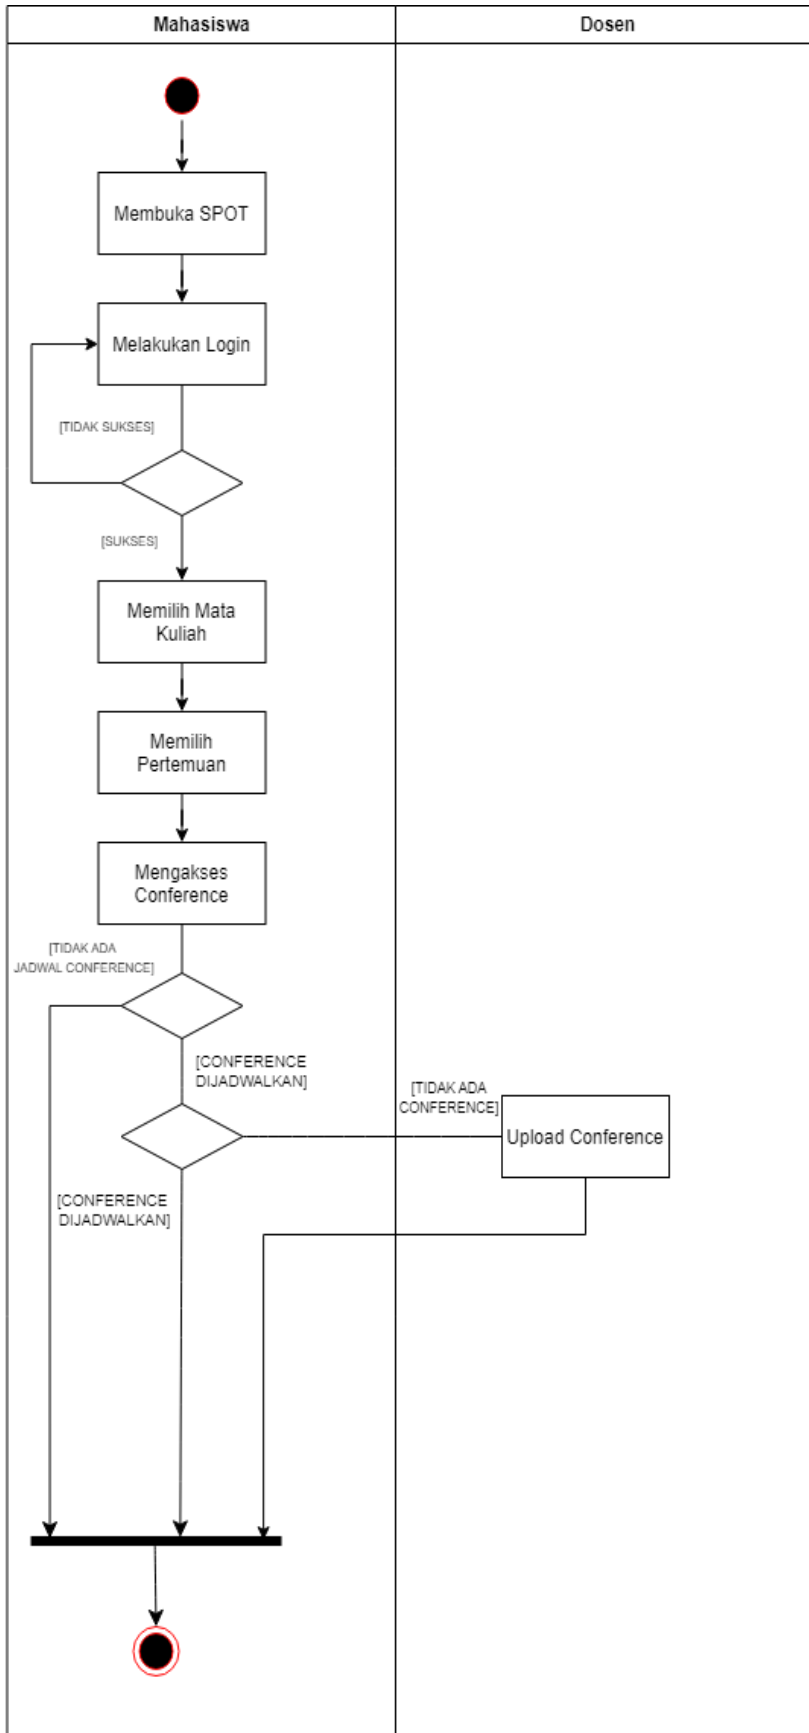 Mahasiswa
Dosen
Membuka SPOT
Melakukan Login
[TIDAK SUKSES]
[SUKSES]
Memilih Mata
Kuliah
Memilih
Pertemuan
Mengakses
Conference
[TIDAK ADA
JADWAL CONFERENCE]
[CONFERENCE
DIJADWALKAN]
[TIDAK ADA
CONFERENCE]
Upload Conference
[CONFERENCE
DIJADWALKAN]